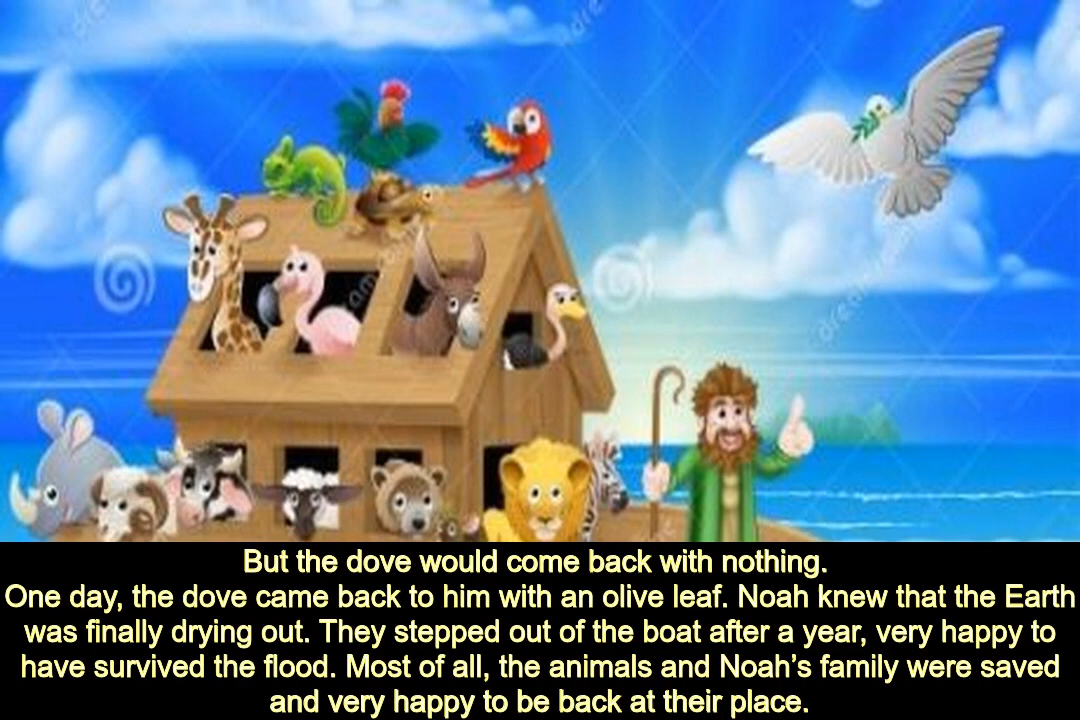 But the dove would come back with nothing.
One day, the dove came back to him with an olive leaf. Noah knew that the Earth
was finally drying out. They stepped out of the boat after a year, very happy to
have survived the flood. Most of all, the animals and Noah’s family were saved
and very happy to be back at their place.